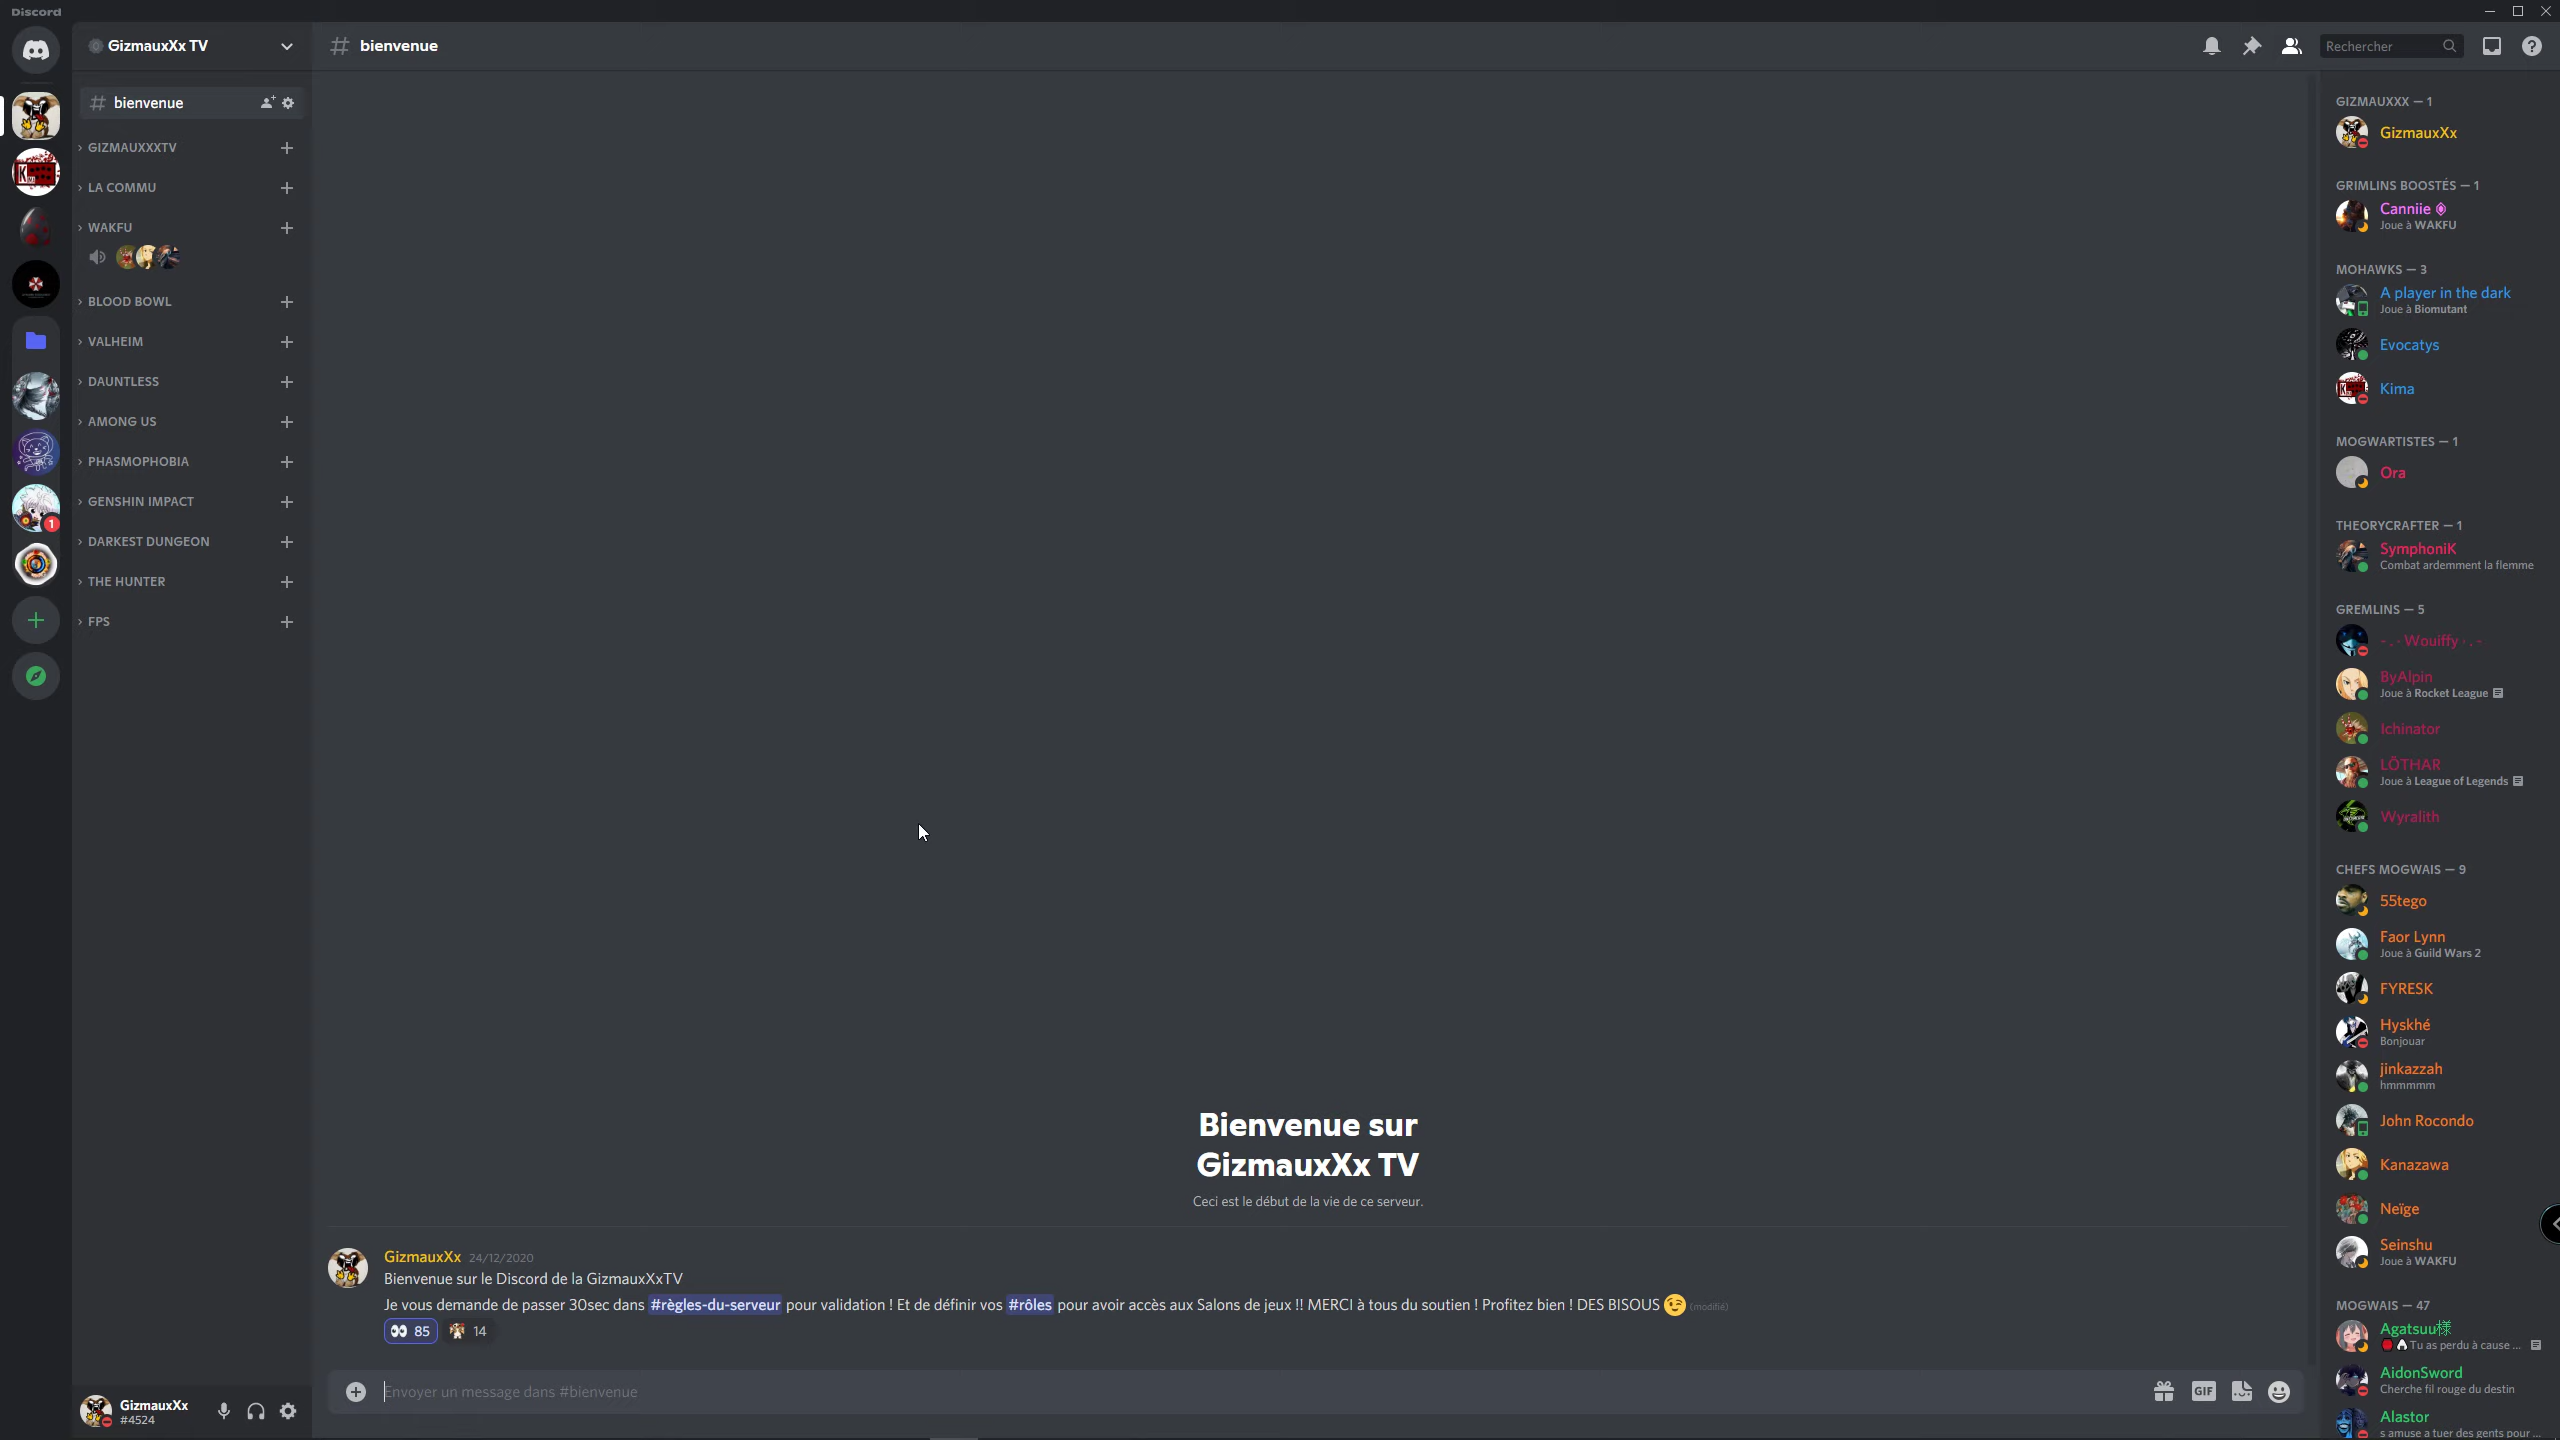 Discord
GizmauxXx TV
bienvenue
Rechercher
bienvenue
GIZMAUXXXTV
LA COMMU
WAKFU
BLOOD BOWL
VALHEIM
DAUNTLESS
AMONG US
PHASMOPHOBIA
GENSHIN IMPACT
DARKEST DUNGEON
THE HUNTER
FPS
1
Bienvenue sur
GizmauxXx TV
Ceci est le début de la vie de ce serveur.
GizmauxXx 24/12/2020
Bienvenue sur le Discord de la GizmauxXxTV
Je vous demande de passer 30sec dans #règles-du-serveur pour validation ! Et de définir vos #rôles pour avoir accès aux Salons de jeux !! MERCI à tous du soutien ! Profitez bien ! DES BISOUS 😉 (modifié)
👀 85 14
Envoyer un message dans #bienvenue
GIF
GizmauxXx
#4524
GIZMAUXXX — 1
GizmauxXx
GRIMLINS BOOSTÉS — 1
Canniie
Joue à WAKFU
MOHAWKS — 3
A player in the dark
Joue à Biomutant
Evocatys
Kima
MOGWARTISTES — 1
Ora
THEORYCRAFTER — 1
SymphoniK
Combat ardemment la flemme
GREMLINS — 5
- . - Wouiffy - . -
ByAlpin
Joue à Rocket League
Ichinator
LÖTHAR
Joue à League of Legends
Wyralith
CHEFS MOGWAIS — 9
55tego
Faor Lynn
Joue à Guild Wars 2
FYRESK
Hyskhé
Bonjouar
jinkazzah
hmmmmm
John Rocondo
Kanazawa
Neïge
Seinshu
Joue à WAKFU
MOGWAIS — 47
Agatsuu様
Tu as perdu à cause ...
AidonSword
Cherche fil rouge du destin
Alastor
s amuse a tuer des gents pour ...